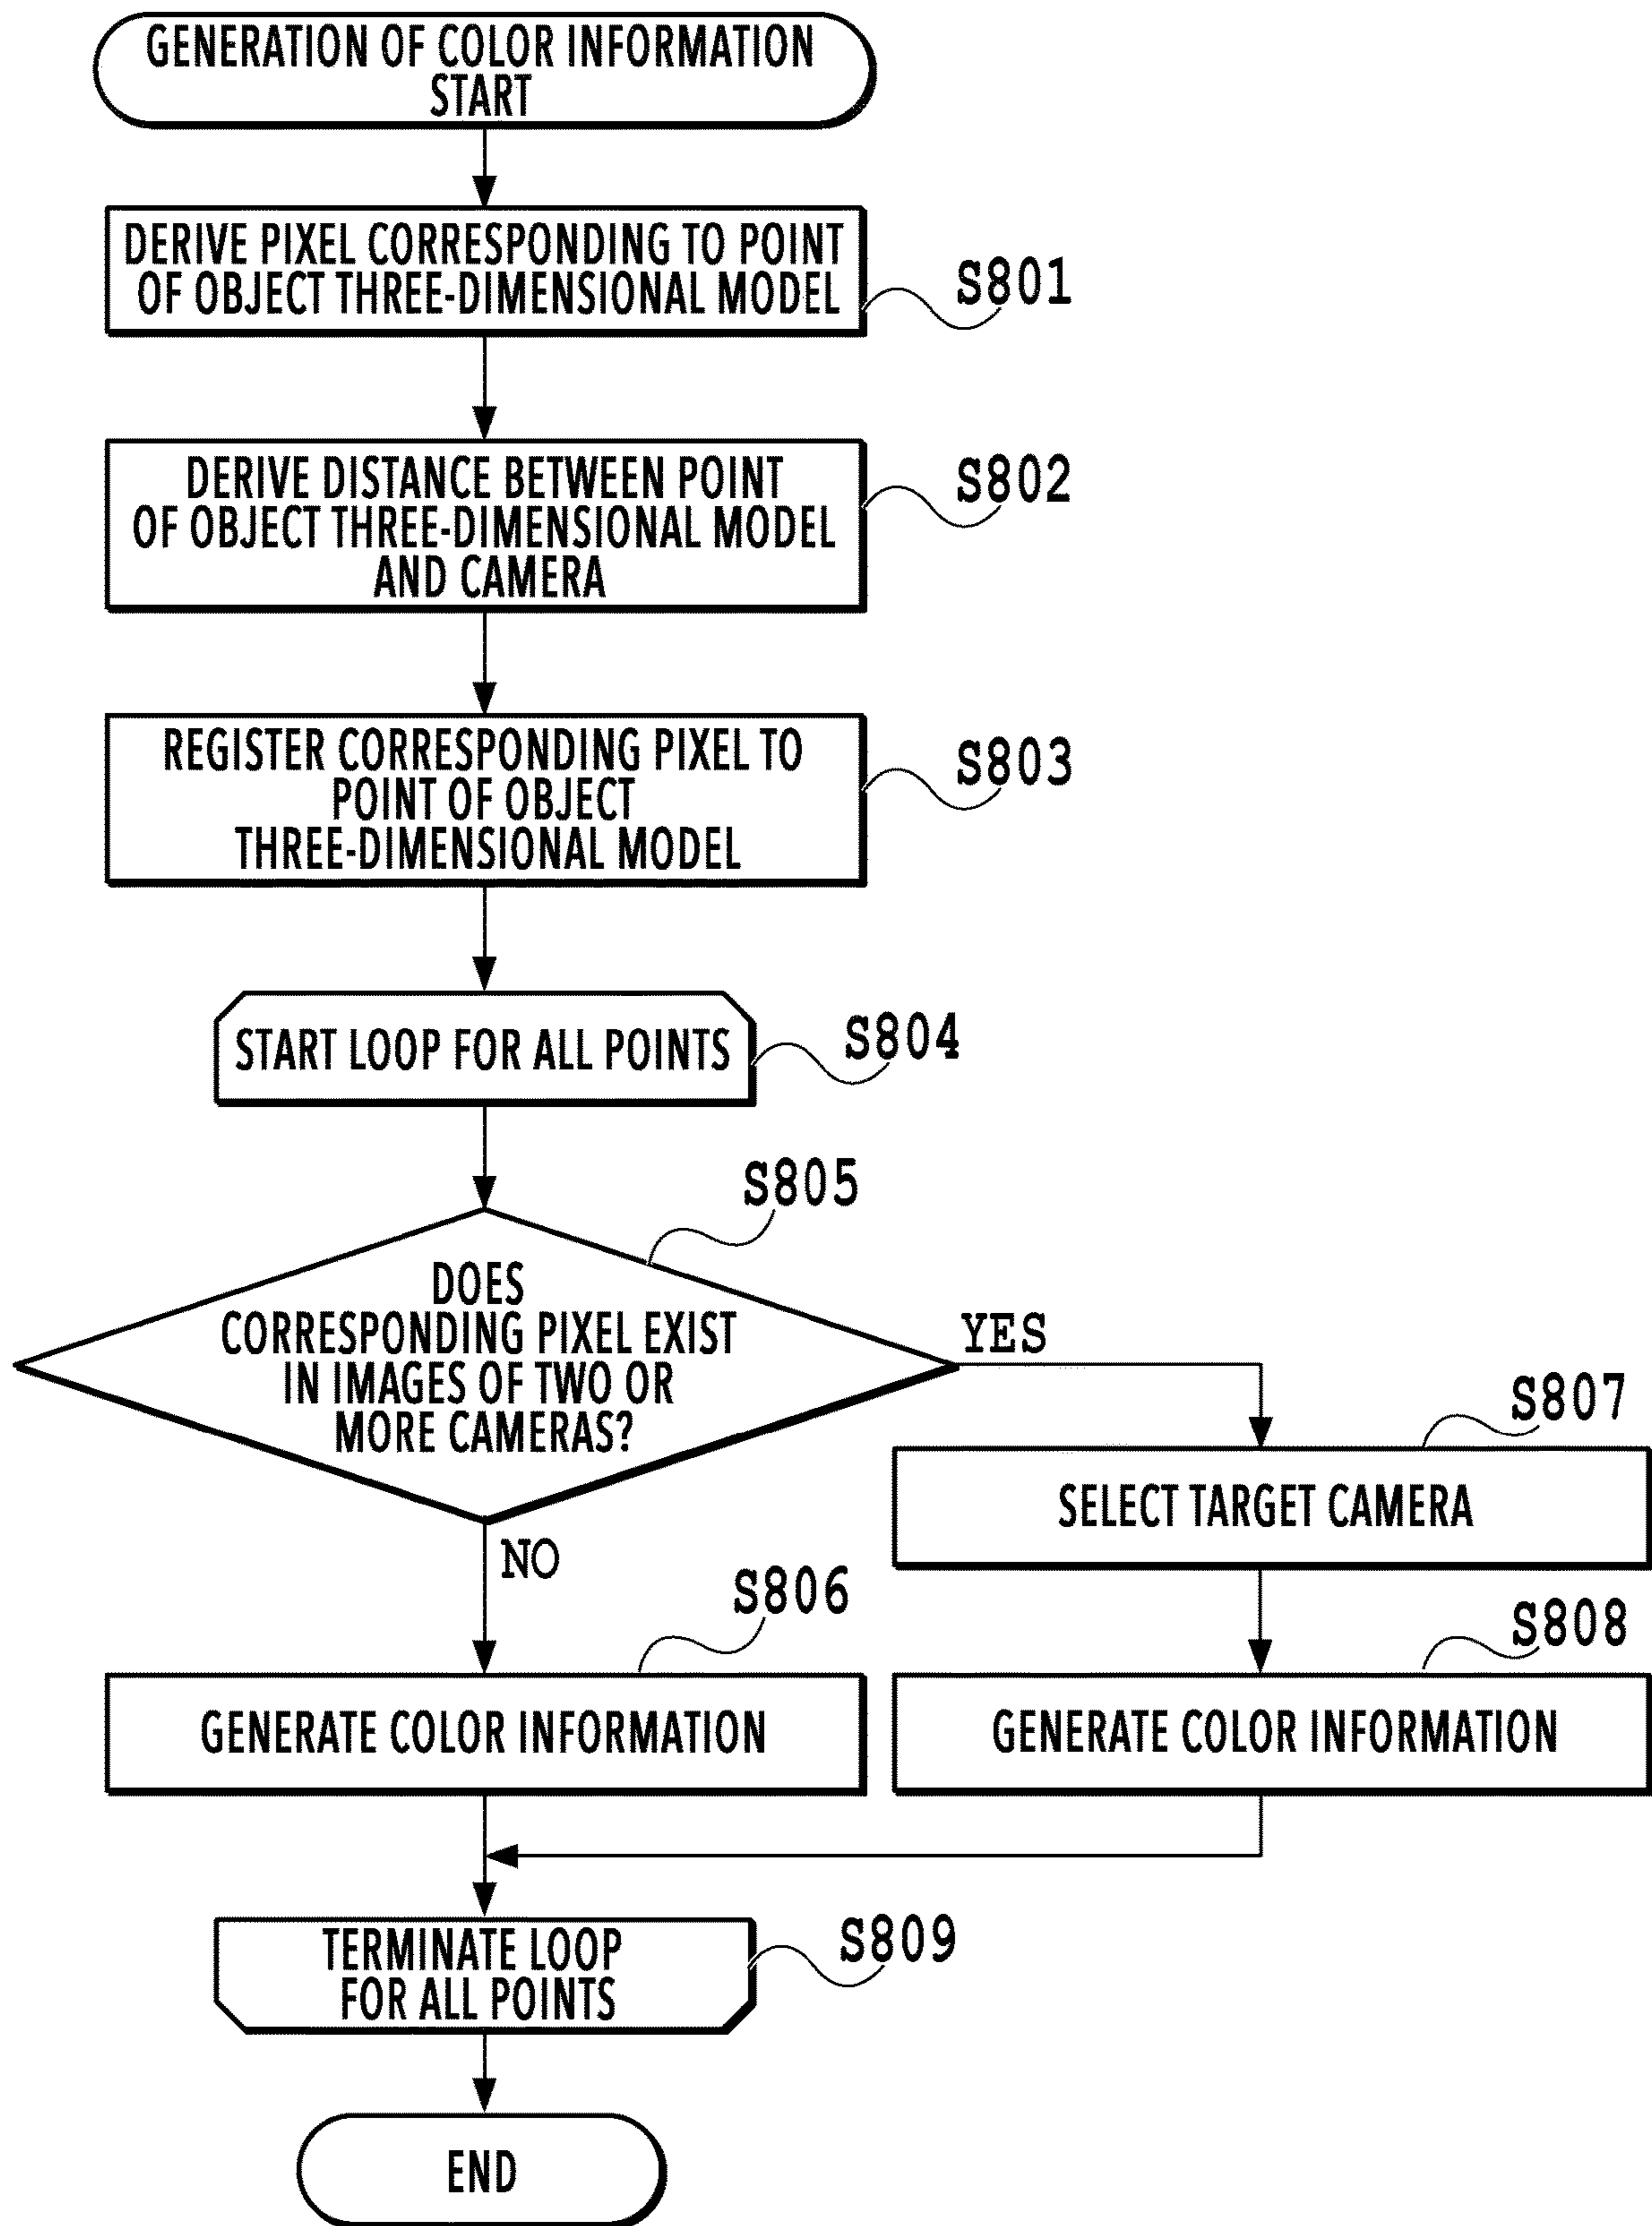 GENERATION OF COLOR INFORMATION
START
DERIVE PIXEL CORRESPONDING TO POINT
OF OBJECT THREE-DIMENSIONAL MODEL
S801
DERIVE DISTANCE BETWEEN POINT
OF OBJECT THREE-DIMENSIONAL MODEL
AND CAMERA
S802
REGISTER CORRESPONDING PIXEL TO
POINT OF OBJECT
THREE-DIMENSIONAL MODEL
S803
START LOOP FOR ALL POINTS
S804
S805
DOES
CORRESPONDING PIXEL EXIST
IN IMAGES OF TWO OR
MORE CAMERAS?
YES
NO
S807
SELECT TARGET CAMERA
S806
GENERATE COLOR INFORMATION
S808
GENERATE COLOR INFORMATION
TERMINATE LOOP
FOR ALL POINTS
S809
END